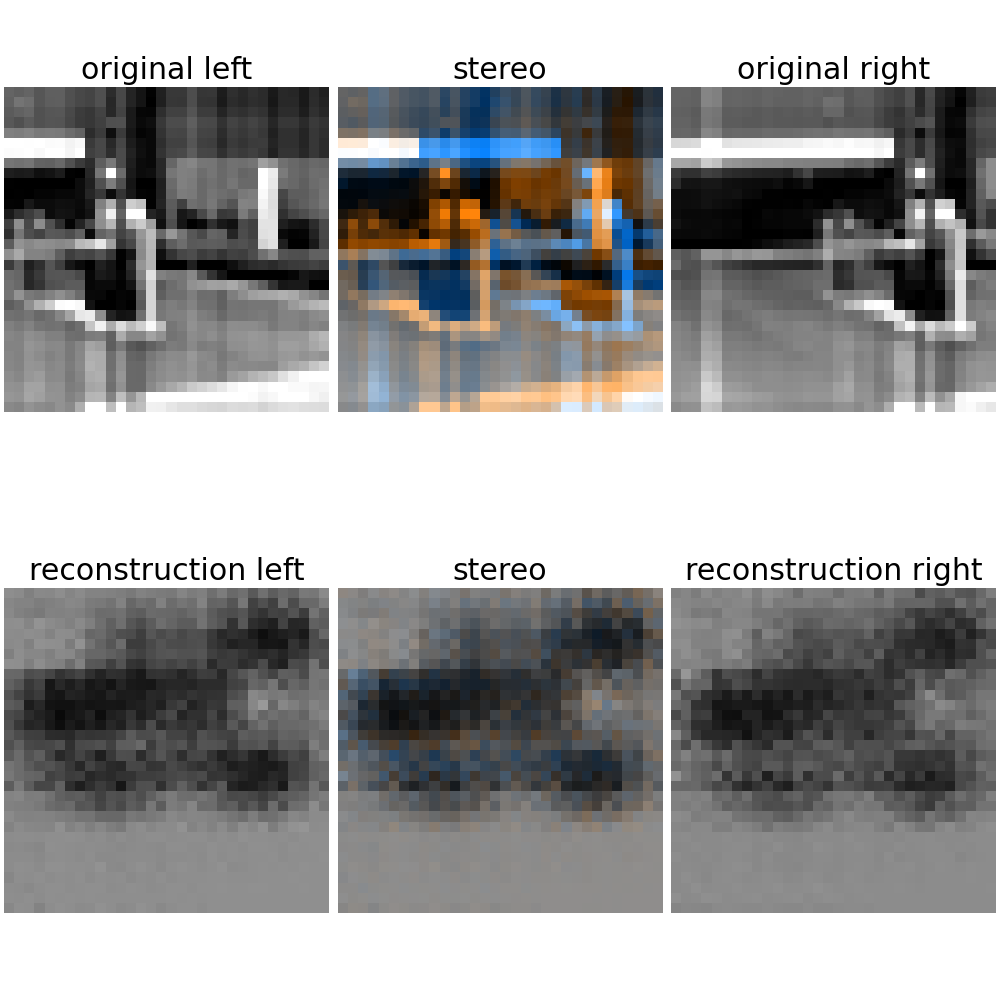 original left
stereo
original right
reconstruction left
stereo
reconstruction right